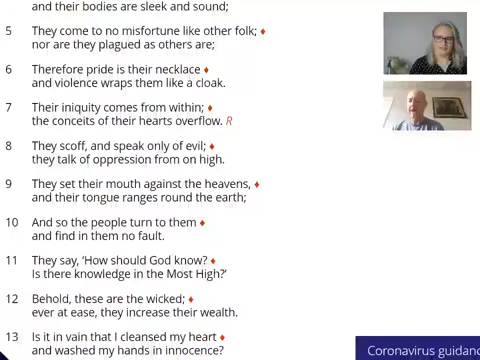 and their bodies are sleek and sound;
5 They come to no misfortune like other folk; ♦
nor are they plagued as others are;
6 Therefore pride is their necklace ♦
and violence wraps them like a cloak.
7 Their iniquity comes from within; ♦
the conceits of their hearts overflow. R
8 They scoff, and speak only of evil; ♦
they talk of oppression from on high.
9 They set their mouth against the heavens, ♦
and their tongue ranges round the earth;
10 And so the people turn to them ♦
and find in them no fault.
11 They say, ‘How should God know? ♦
Is there knowledge in the Most High?’
12 Behold, these are the wicked; ♦
ever at ease, they increase their wealth.
13 Is it in vain that I cleansed my heart ♦
and washed my hands in innocence?
Coronavirus guidanc